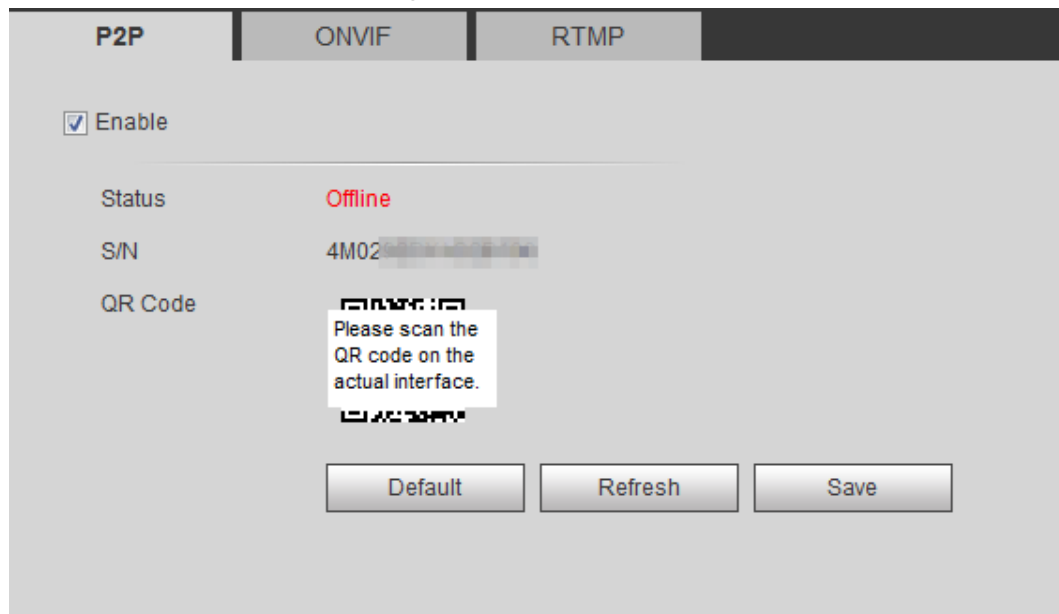 P2P ONVIF RTMP
Enable
Status Offline
S/N 4M02
QR Code
Please scan the
QR code on the
actual interface.
Default Refresh Save